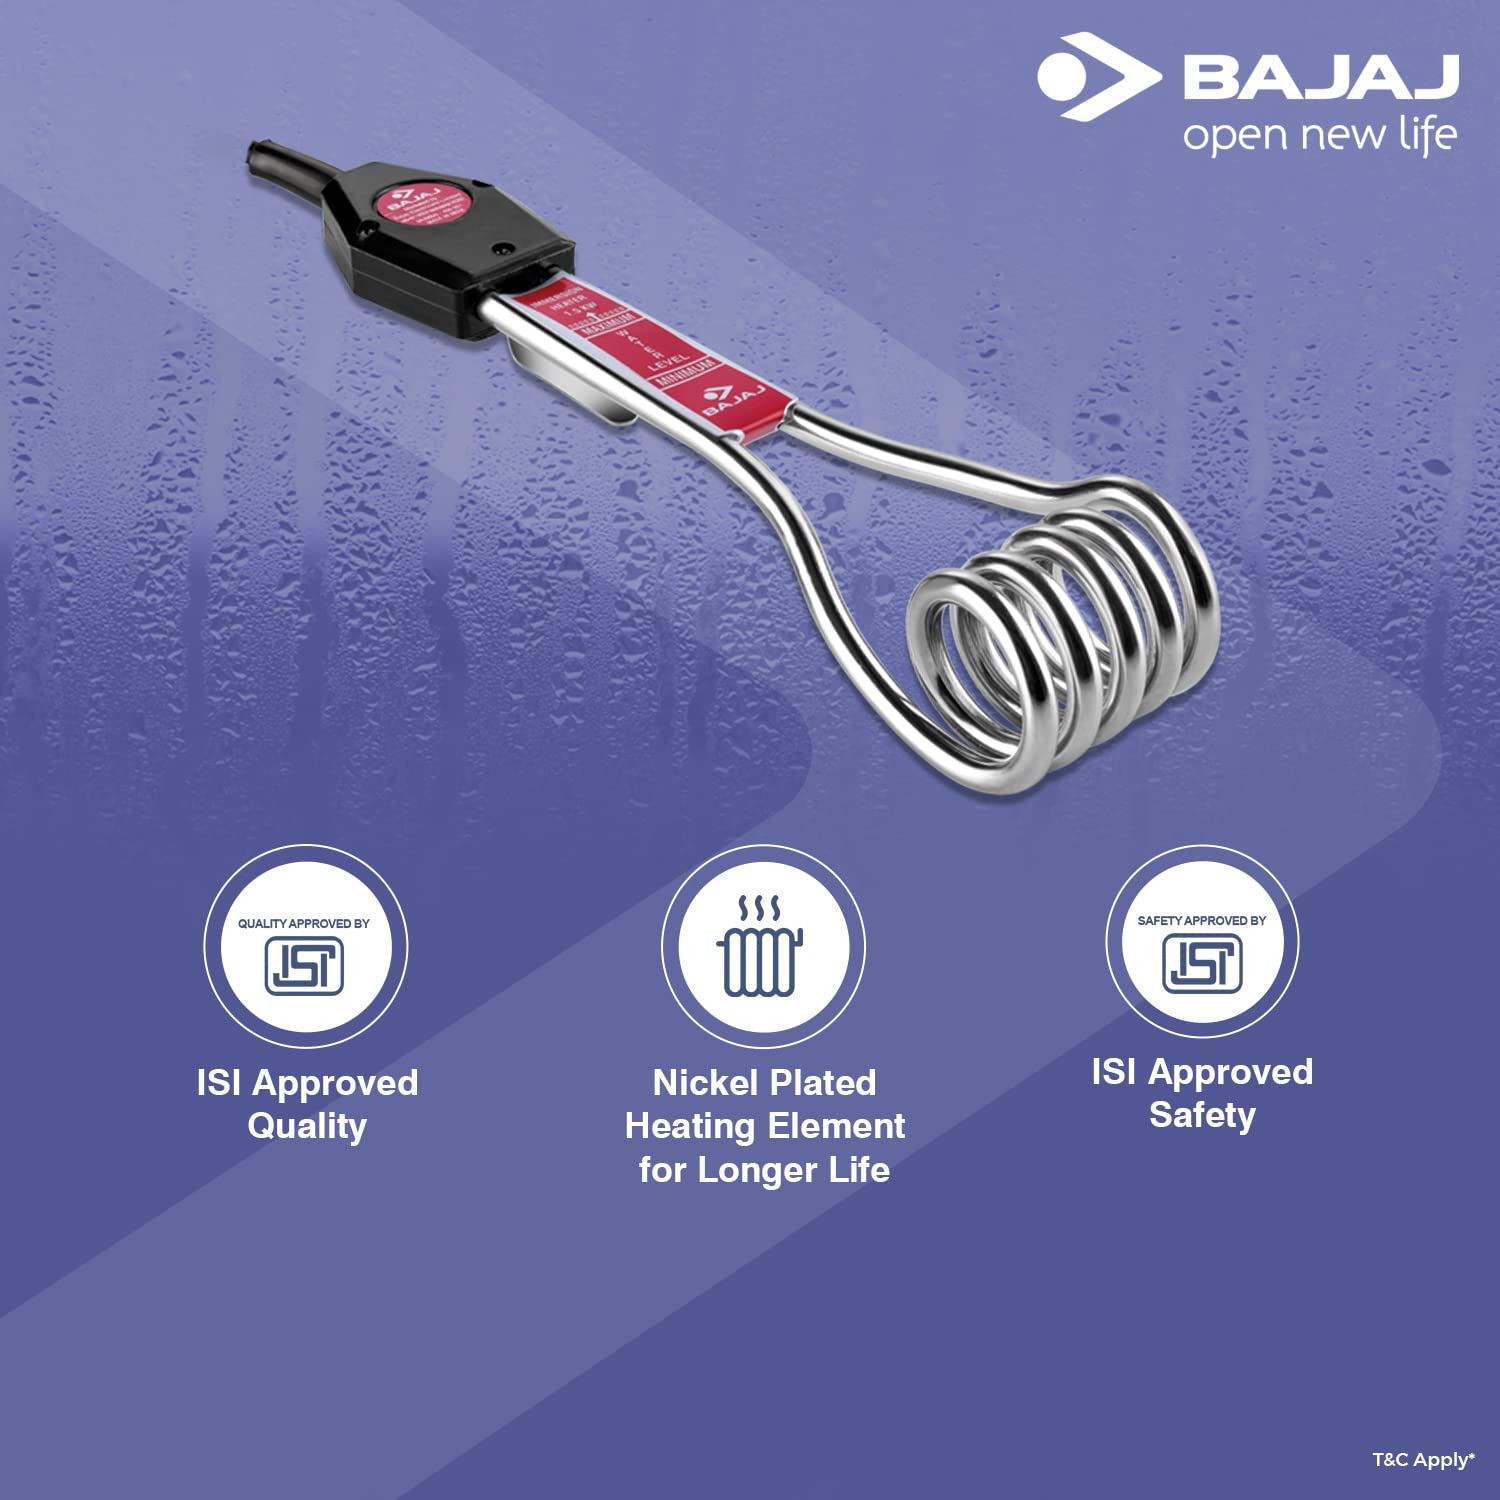 BAJAJ
open new life
BAJAJ
IMMERSION
HEATER
1.5 KW
MAXIMUM
WATER
LEVEL
MINIMUM
BAJAJ
QUALITY APPROVED BY
ISI
ISI Approved
Quality
Nickel Plated
Heating Element
for Longer Life
SAFETY APPROVED BY
ISI
ISI Approved
Safety
T&C Apply*